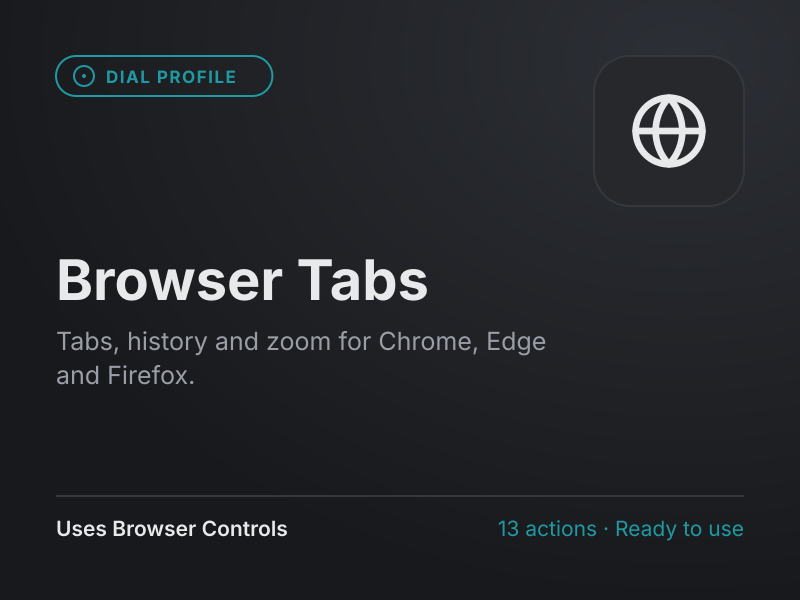 DIAL PROFILE
Browser Tabs
Tabs, history and zoom for Chrome, Edge
and Firefox.
Uses Browser Controls
13 actions · Ready to use